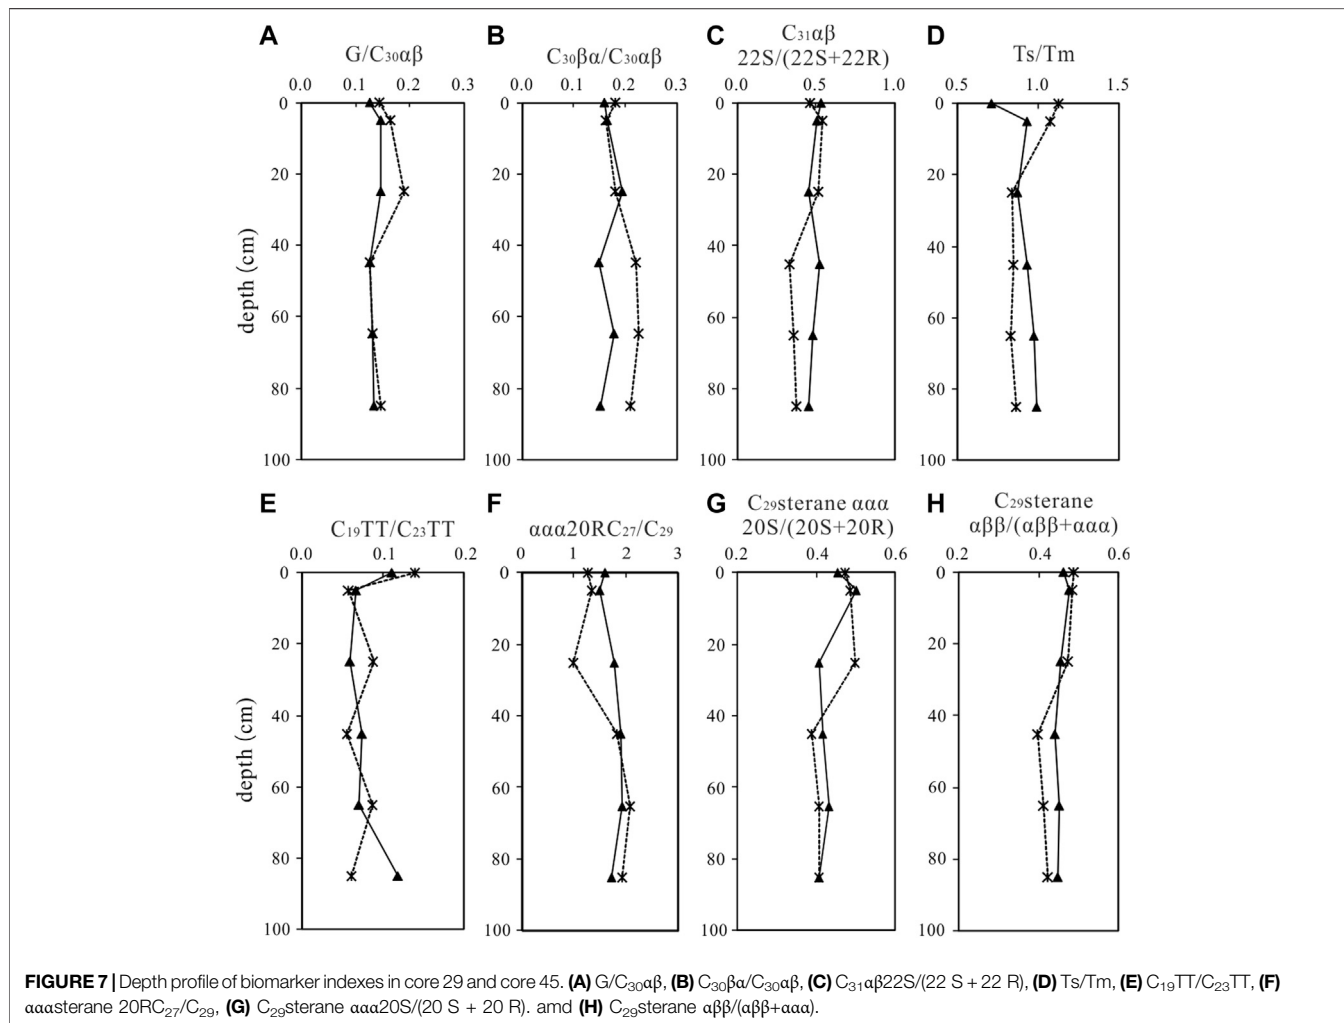 A B C D
G/C₃₀αβ C₃₀βα/C₃₀αβ C₃₁αβ 22S/(22S+22R) Ts/Tm
0 0.1 0.2 0.3 0 0.1 0.2 0.3 0.0 0.5 1.0 0.5 1.0 1.5
0 0 0 0
20 20 20 20
40 40 40 40
60 60 60 60
80 80 80 80
100 100 100 100
depth (cm)
E F G H
C₁₉TT/C₂₃TT ααα20RC₂₇/C₂₉ C₂₉sterane ααα 20S/(20S+20R) C₂₉sterane αββ/(αββ+ααα)
0.0 0.1 0.2 0 1 2 3 0.2 0.4 0.6 0.2 0.4 0.6
0 0 0 0
20 20 20 20
40 40 40 40
60 60 60 60
80 80 80 80
100 100 100 100
depth (cm)
FIGURE 7 | Depth profile of biomarker indexes in core 29 and core 45. (A) G/C₃₀αβ, (B) C₃₀βα/C₃₀αβ, (C) C₃₁αβ22S/(22 S + 22 R), (D) Ts/Tm, (E) C₁₉TT/C₂₃TT, (F)
αααsterane 20RC₂₇/C₂₉, (G) C₂₉sterane ααα20S/(20 S + 20 R). amd (H) C₂₉sterane αββ/(αββ+ααα).